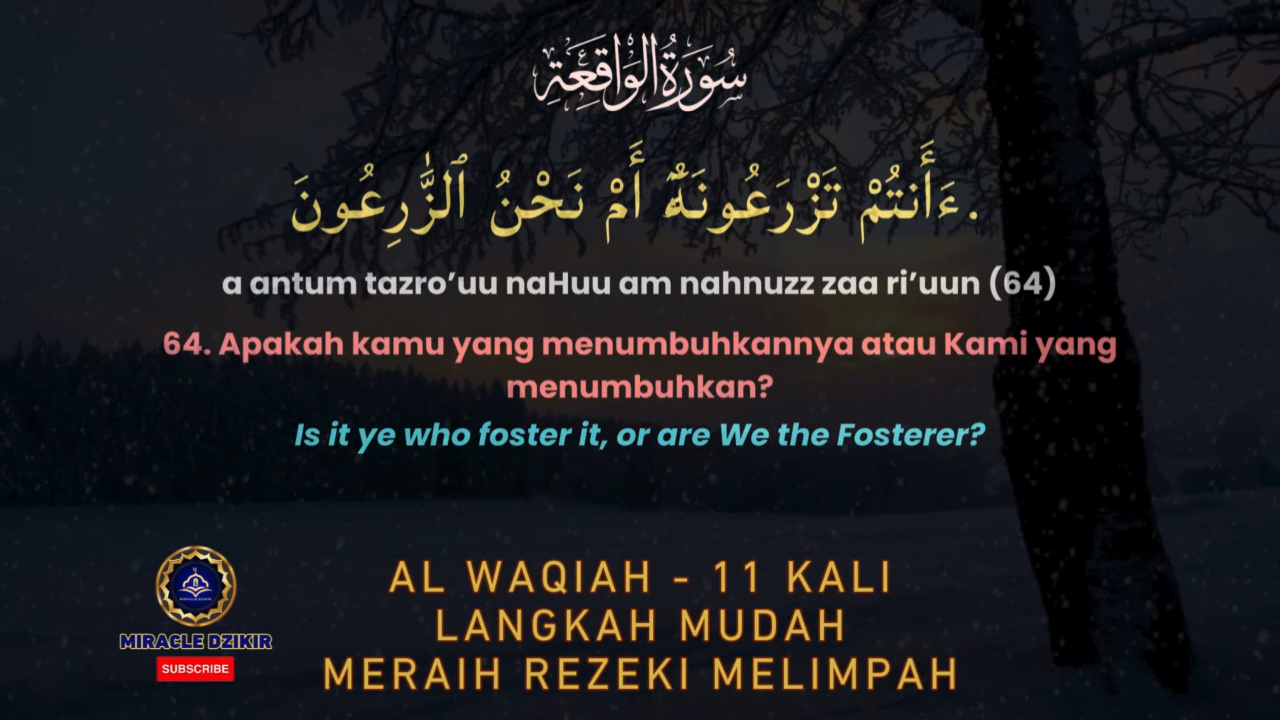 سُورَةُ الوَاقِعَةِ
ءَأَنتُمْ تَزْرَعُونَهُۥٓ أَمْ نَحْنُ ٱلزَّٰرِعُونَ.
a antum tazro’uu naHuu am nahnuzz zaa ri’uun (64)
64. Apakah kamu yang menumbuhkannya atau Kami yang
menumbuhkan?
Is it ye who foster it, or are We the Fosterer?
AL WAQIAH - 11 KALI
LANGKAH MUDAH
MERAIH REZEKI MELIMPAH
MIRACLE DZIKIR
MIRACLE DZIKIR
SUBSCRIBE